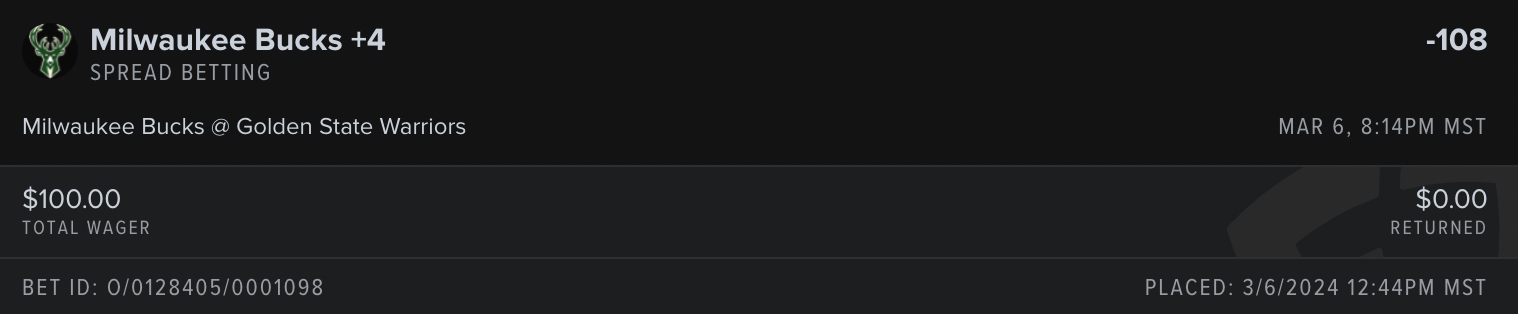 Milwaukee Bucks +4
-108
SPREAD BETTING
Milwaukee Bucks @ Golden State Warriors
MAR 6, 8:14PM MST
$100.00
$0.00
TOTAL WAGER
RETURNED
BET ID: O/0128405/0001098
PLACED: 3/6/2024 12:44PM MST